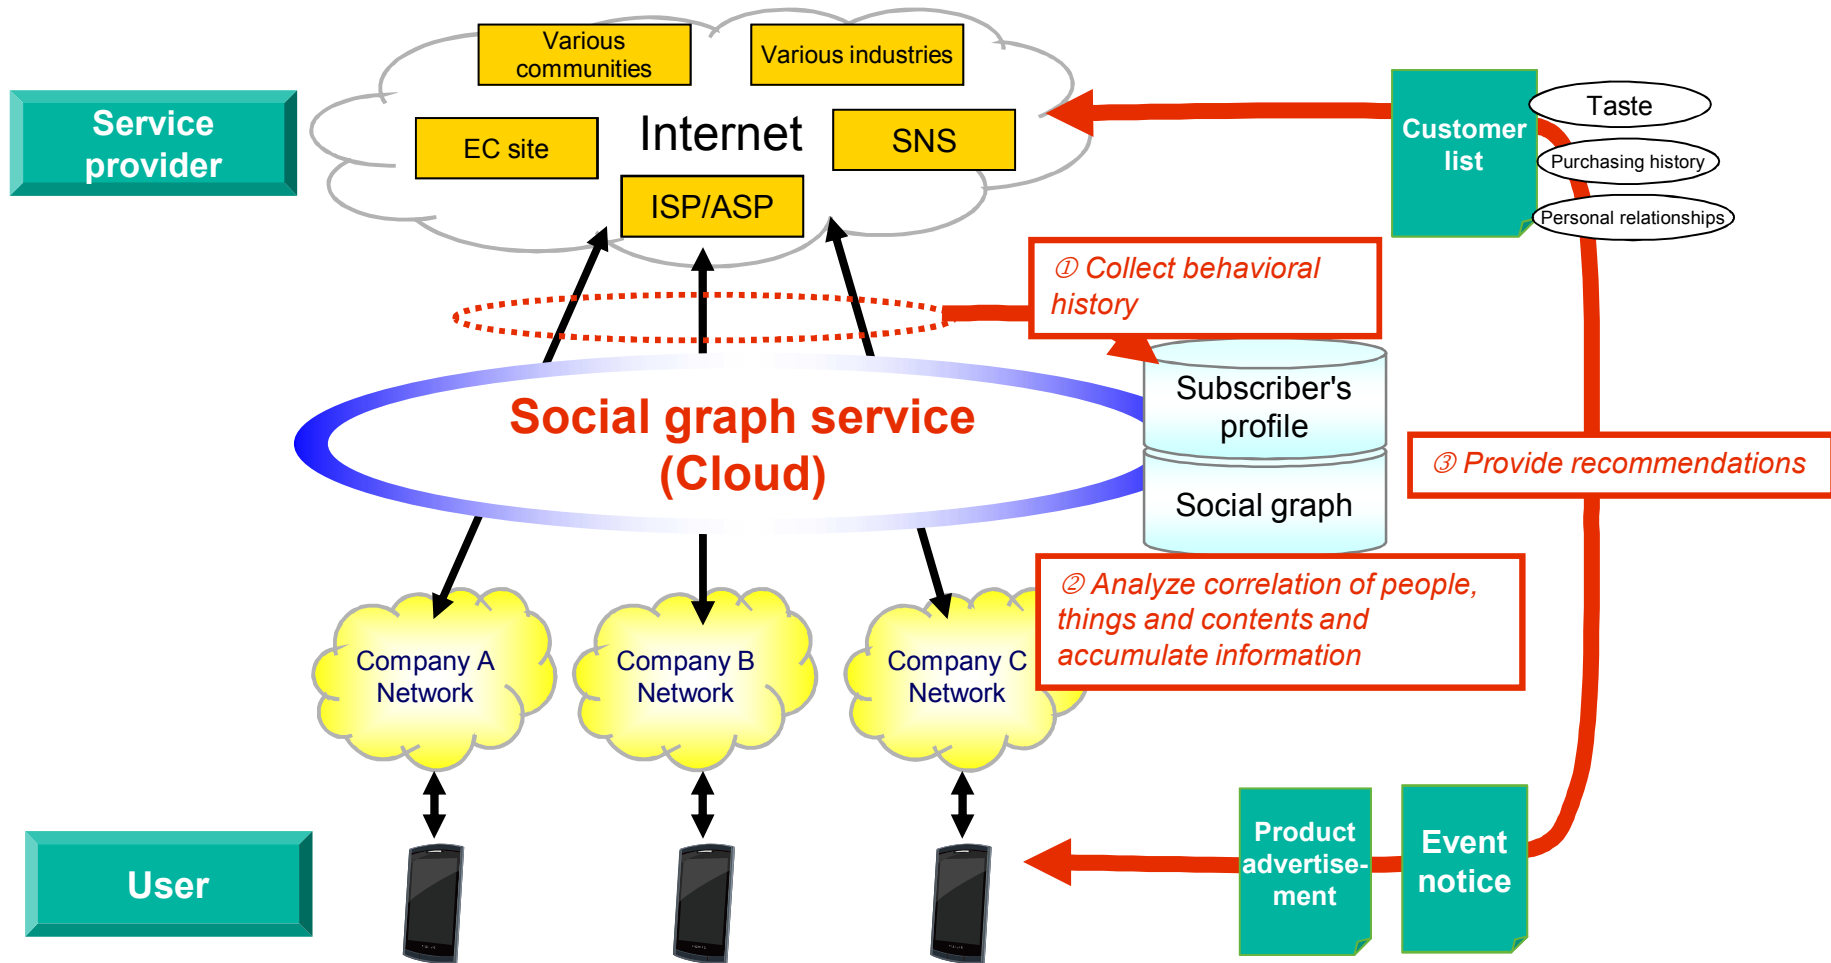 Various
communities
Various industries
Service
provider
EC site
Internet
SNS
ISP/ASP
Customer
list
Taste
Purchasing history
Personal relationships
① Collect behavioral
history
Subscriber's
profile
Social graph service
(Cloud)
Social graph
③ Provide recommendations
② Analyze correlation of people,
things and contents and
accumulate information
Company A
Network
Company B
Network
Company C
Network
User
Product
advertise-
ment
Event
notice